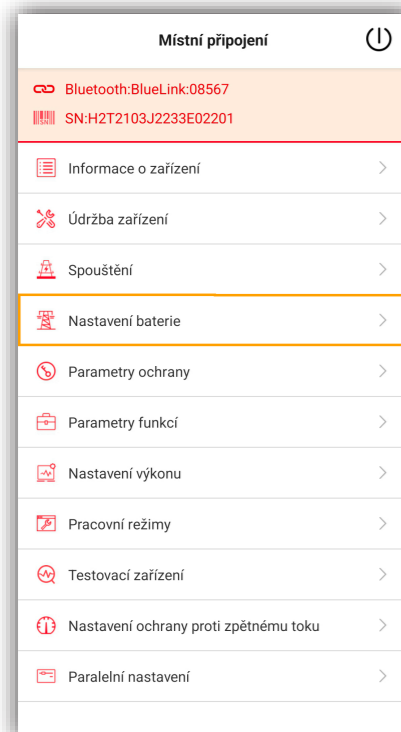 Místní připojení
Bluetooth:BlueLink:08567
SN:H2T2103J2233E02201
Informace o zařízení
Údržba zařízení
Spouštění
Nastavení baterie
Parametry ochrany
Parametry funkcí
Nastavení výkonu
Pracovní režimy
Testovací zařízení
Nastavení ochrany proti zpětnému toku
Paralelní nastavení